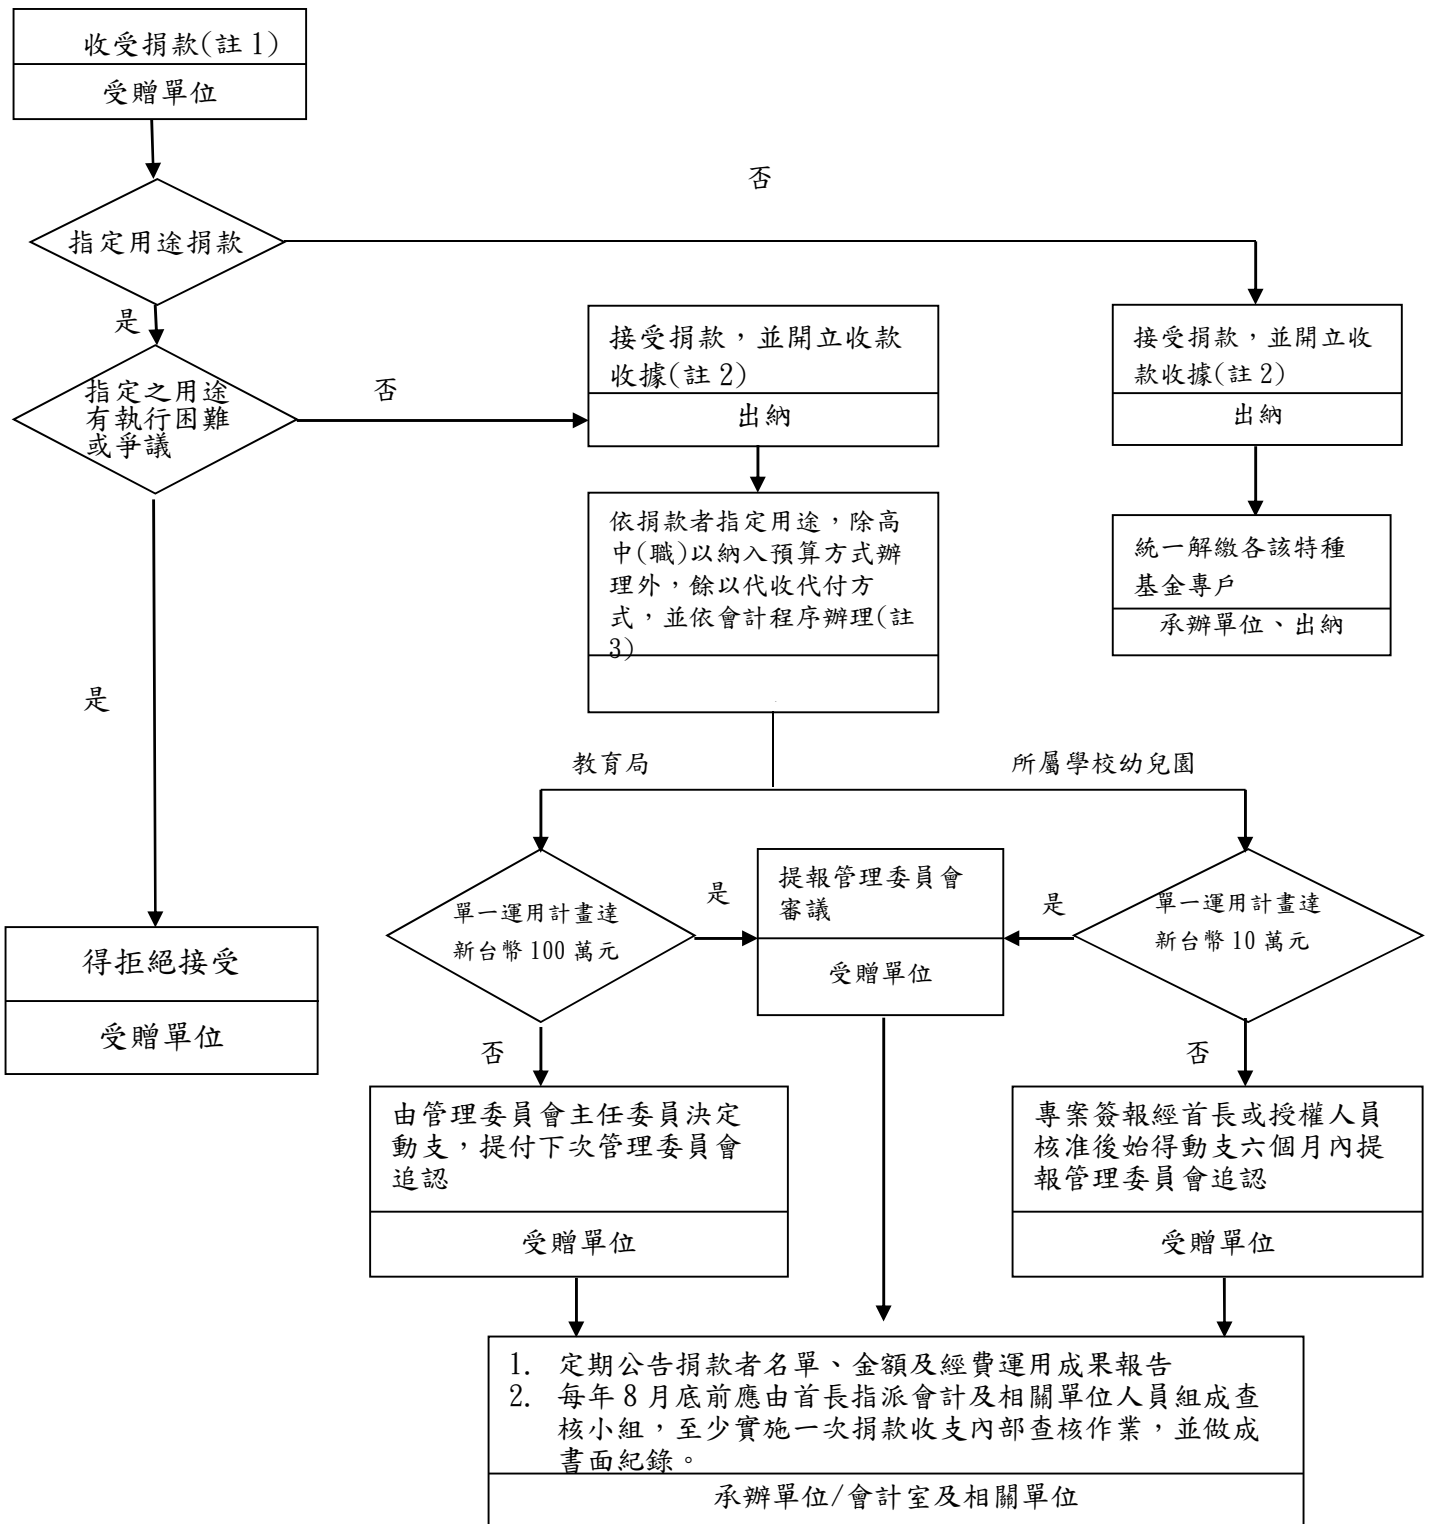 收受捐款(註1)
受贈單位
否
指定用途捐款
是
接受捐款，並開立收款
收據(註2)
出納
接受捐款，並開立收
款收據(註2)
出納
指定之用途
有執行困難
或爭議
否
依捐款者指定用途，除高
中(職)以納入預算方式辦
理外，餘以代收代付方
式，並依會計程序辦理(註
3)
統一解繳各該特種
基金專戶
承辦單位、出納
是
教育局
所屬學校幼兒園
單一運用計畫達
新台幣100萬元
是
提報管理委員會
審議
受贈單位
是
單一運用計畫達
新台幣10萬元
得拒絕接受
受贈單位
否
否
由管理委員會主任委員決定
動支，提付下次管理委員會
追認
受贈單位
專案簽報經首長或授權人員
核准後始得動支六個月內提
報管理委員會追認
受贈單位
1. 定期公告捐款者名單、金額及經費運用成果報告
2. 每年8月底前應由首長指派會計及相關單位人員組成查
核小組，至少實施一次捐款收支內部查核作業，並做成
書面紀錄。
承辦單位/會計室及相關單位